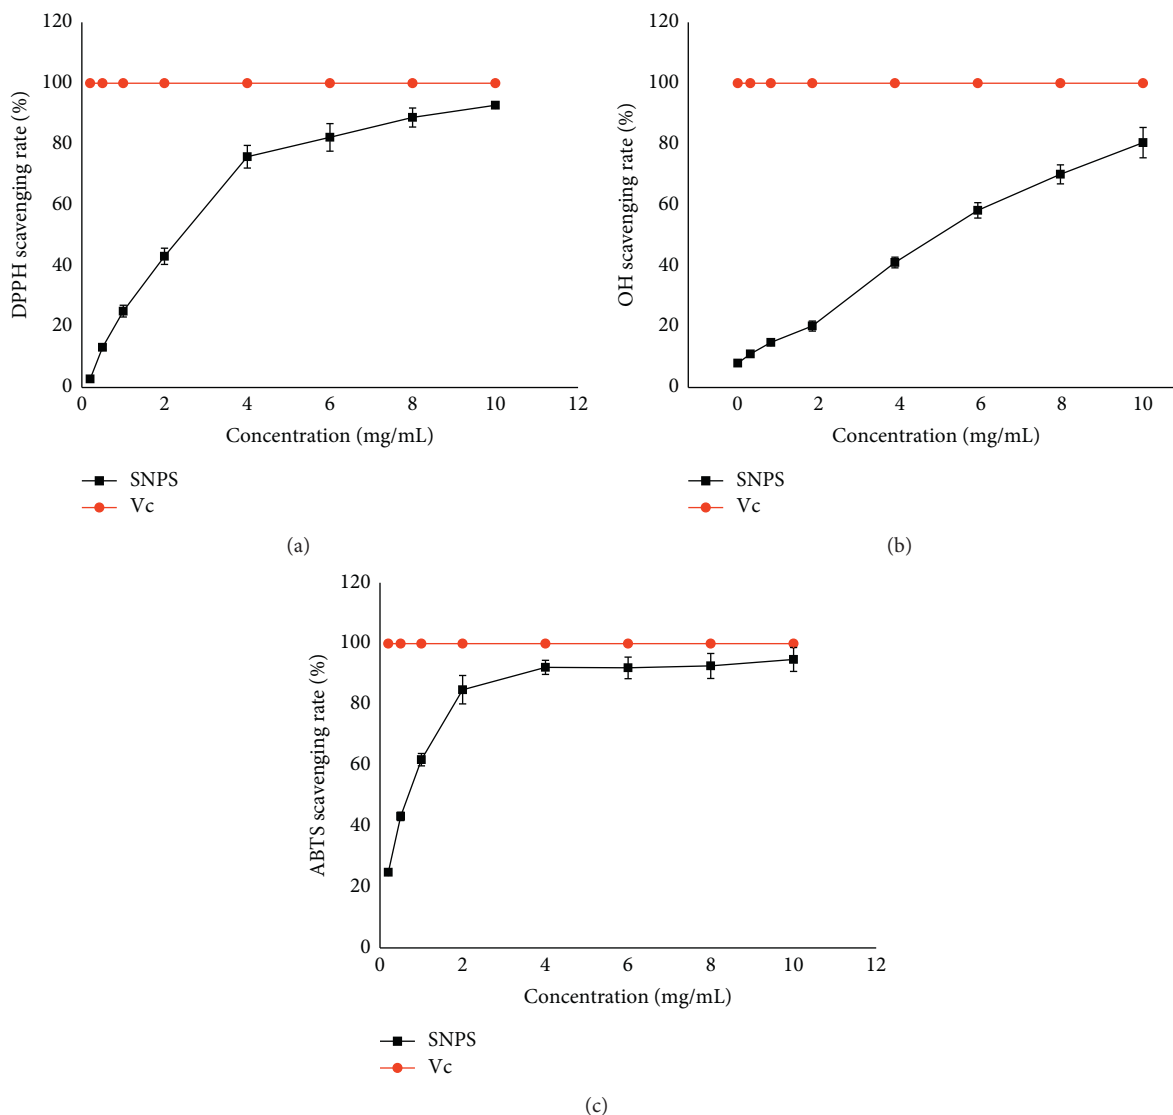 120
100
80
60
40
20
0
DPPH scavenging rate (%)
0 2 4 6 8 10 12
Concentration (mg/mL)
SNPS
Vc
(a)
120
100
80
60
40
20
0
OH scavenging rate (%)
0 2 4 6 8 10
Concentration (mg/mL)
SNPS
Vc
(b)
120
100
80
60
40
20
0
ABTS scavenging rate (%)
0 2 4 6 8 10 12
Concentration (mg/mL)
SNPS
Vc
(c)